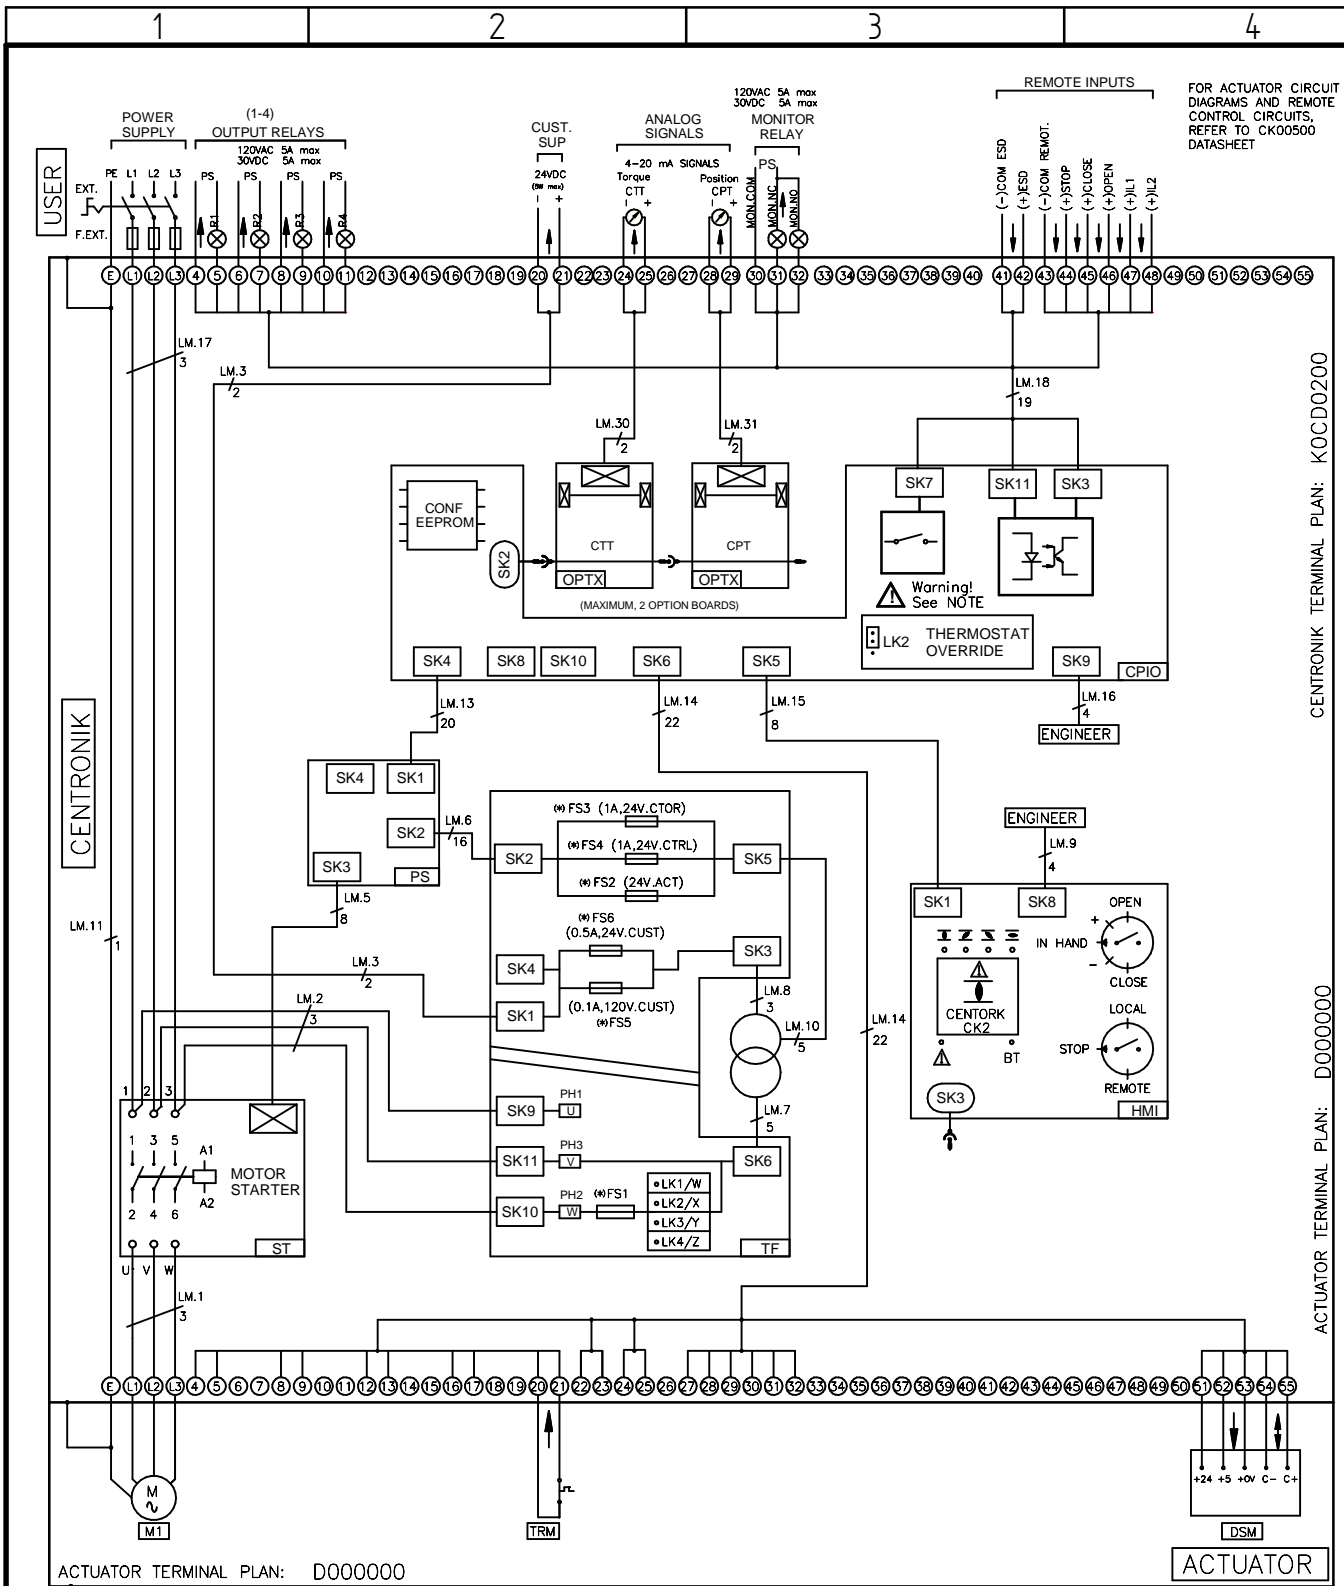 1 2 3 4
USER
POWER
SUPPLY
(1-4)
OUTPUT RELAYS
120VAC 5A max
30VDC 5A max
CUST.
SUP
24VDC
(5W max)
- +
ANALOG
SIGNALS
4-20 mA SIGNALS
Torque
CTT
- +
Position
CPT
- +
120VAC 5A max
30VDC 5A max
MONITOR
RELAY
PS
MON.COM
MON.NC
MON.NO
REMOTE INPUTS
(-)COM ESD
(+)ESD
(-)COM REMOT.
(+)STOP
(+)CLOSE
(+)OPEN
(+)IL1
(+)IL2
FOR ACTUATOR CIRCUIT
DIAGRAMS AND REMOTE
CONTROL CIRCUITS,
REFER TO CK00500
DATASHEET
PE L1 L2 L3
PS PS PS PS
R1 R2 R3 R4
EXT.
F.EXT.
E L1 L2 L3 4 5 6 7 8 9 10 11 12 13 14 15 16 17 18 19 20 21 22 23 24 25 26 27 28 29 30 31 32 33 34 35 36 37 38 39 40 41 42 43 44 45 46 47 48 49 50 51 52 53 54 55
LM.17
3
LM.3
2
LM.18
19
LM.30
2
LM.31
2
CENTRONIK TERMINAL PLAN: K0CD0200
CONF
EEPROM
SK2
CTT
OPTX
CPT
OPTX
(MAXIMUM, 2 OPTION BOARDS)
SK7
SK11
SK3
Warning!
See NOTE
LK2
THERMOSTAT
OVERRIDE
SK4
SK8
SK10
SK6
SK5
SK9
CPIO
LM.13
20
LM.14
22
LM.15
8
LM.16
4
ENGINEER
CENTRONIK
SK4
SK1
SK2
SK3
PS
LM.6
16
LM.5
8
(*)FS3 (1A,24V.CTOR)
(*)FS4 (1A,24V.CTRL)
(*)FS2 (24V.ACT)
SK2
SK5
(*)FS6
(0.5A,24V.CUST)
SK4
SK3
SK1
(0.1A,120V.CUST)
(*)FS5
LM.8
3
LM.10
5
LM.7
5
LM.14
22
LM.11
1
LM.3
2
LM.2
3
ENGINEER
LM.9
4
SK1
SK8
OPEN
+
IN HAND
-
CLOSE
CENTORK
CK2
LOCAL
STOP
REMOTE
BT
SK3
HMI
1 2 3
1 3 5
A1
MOTOR
STARTER
A2
2 4 6
ST
U V W
SK9
PH1
U
SK11
PH3
V
SK6
SK10
PH2
W
(*)FS1
LK1/W
LK2/X
LK3/Y
LK4/Z
TF
LM.1
3
ACTUATOR TERMINAL PLAN: D000000
E L1 L2 L3 4 5 6 7 8 9 10 11 12 13 14 15 16 17 18 19 20 21 22 23 24 25 26 27 28 29 30 31 32 33 34 35 36 37 38 39 40 41 42 43 44 45 46 47 48 49 50 51 52 53 54 55
M
M1
TRM
+24 +5 +0V C- C+
DSM
ACTUATOR TERMINAL PLAN: D000000
ACTUATOR